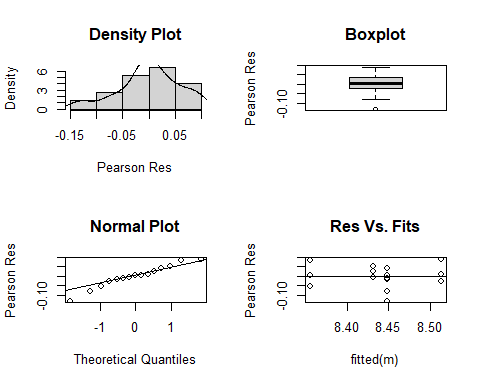 Density Plot
Density
0 3 6
-0.15 -0.05 0.05
Pearson Res
Boxplot
Pearson Res
-0.10
Normal Plot
Pearson Res
-0.10
-1 0 1
Theoretical Quantiles
Res Vs. Fits
Pearson Res
-0.10
8.40 8.45 8.50
fitted(m)